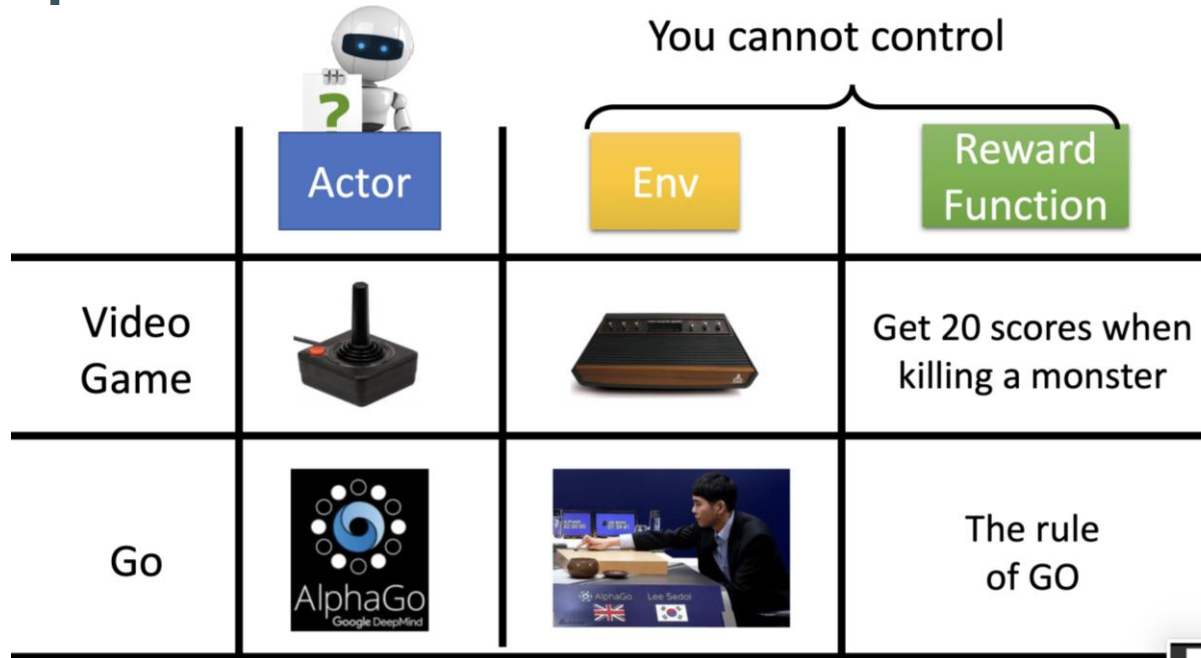 You cannot control
?
Actor
Env
Reward
Function
Video
Game
Get 20 scores when
killing a monster
Go
AlphaGo
Google DeepMind
AlphaGo Lee Sedol
The rule
of GO